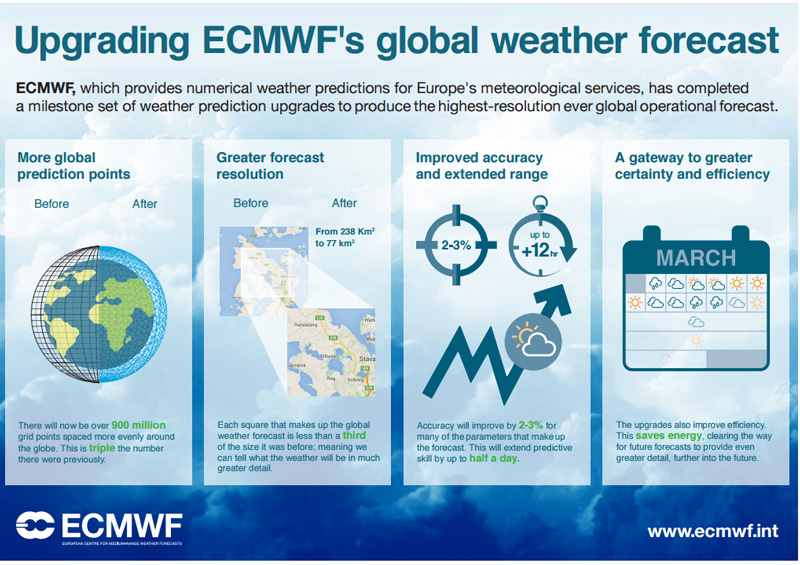 Upgrading ECMWF's global weather forecast
ECMWF, which provides numerical weather predictions for Europe's meteorological services, has completed
a milestone set of weather prediction upgrades to produce the highest-resolution ever global operational forecast.
More global
prediction points
Before After
There will now be over 900 million
grid points spaced more evenly around
the globe. This is triple the number
there were previously.
Greater forecast
resolution
Before After
From 238 Km²
to 77 km²
Each square that makes up the global
weather forecast is less than a third
of the size it was before; meaning we
can tell what the weather will be in much
greater detail.
Improved accuracy
and extended range
2-3%
up to
+12hr
Accuracy will improve by 2-3% for
many of the parameters that make up
the forecast. This will extend predictive
skill by up to half a day.
A gateway to greater
certainty and efficiency
MARCH
The upgrades also improve efficiency.
This saves energy, clearing the way
for future forecasts to provide even
greater detail, further into the future.
ECMWF
EUROPEAN CENTRE FOR MEDIUM-RANGE WEATHER FORECASTS
www.ecmwf.int